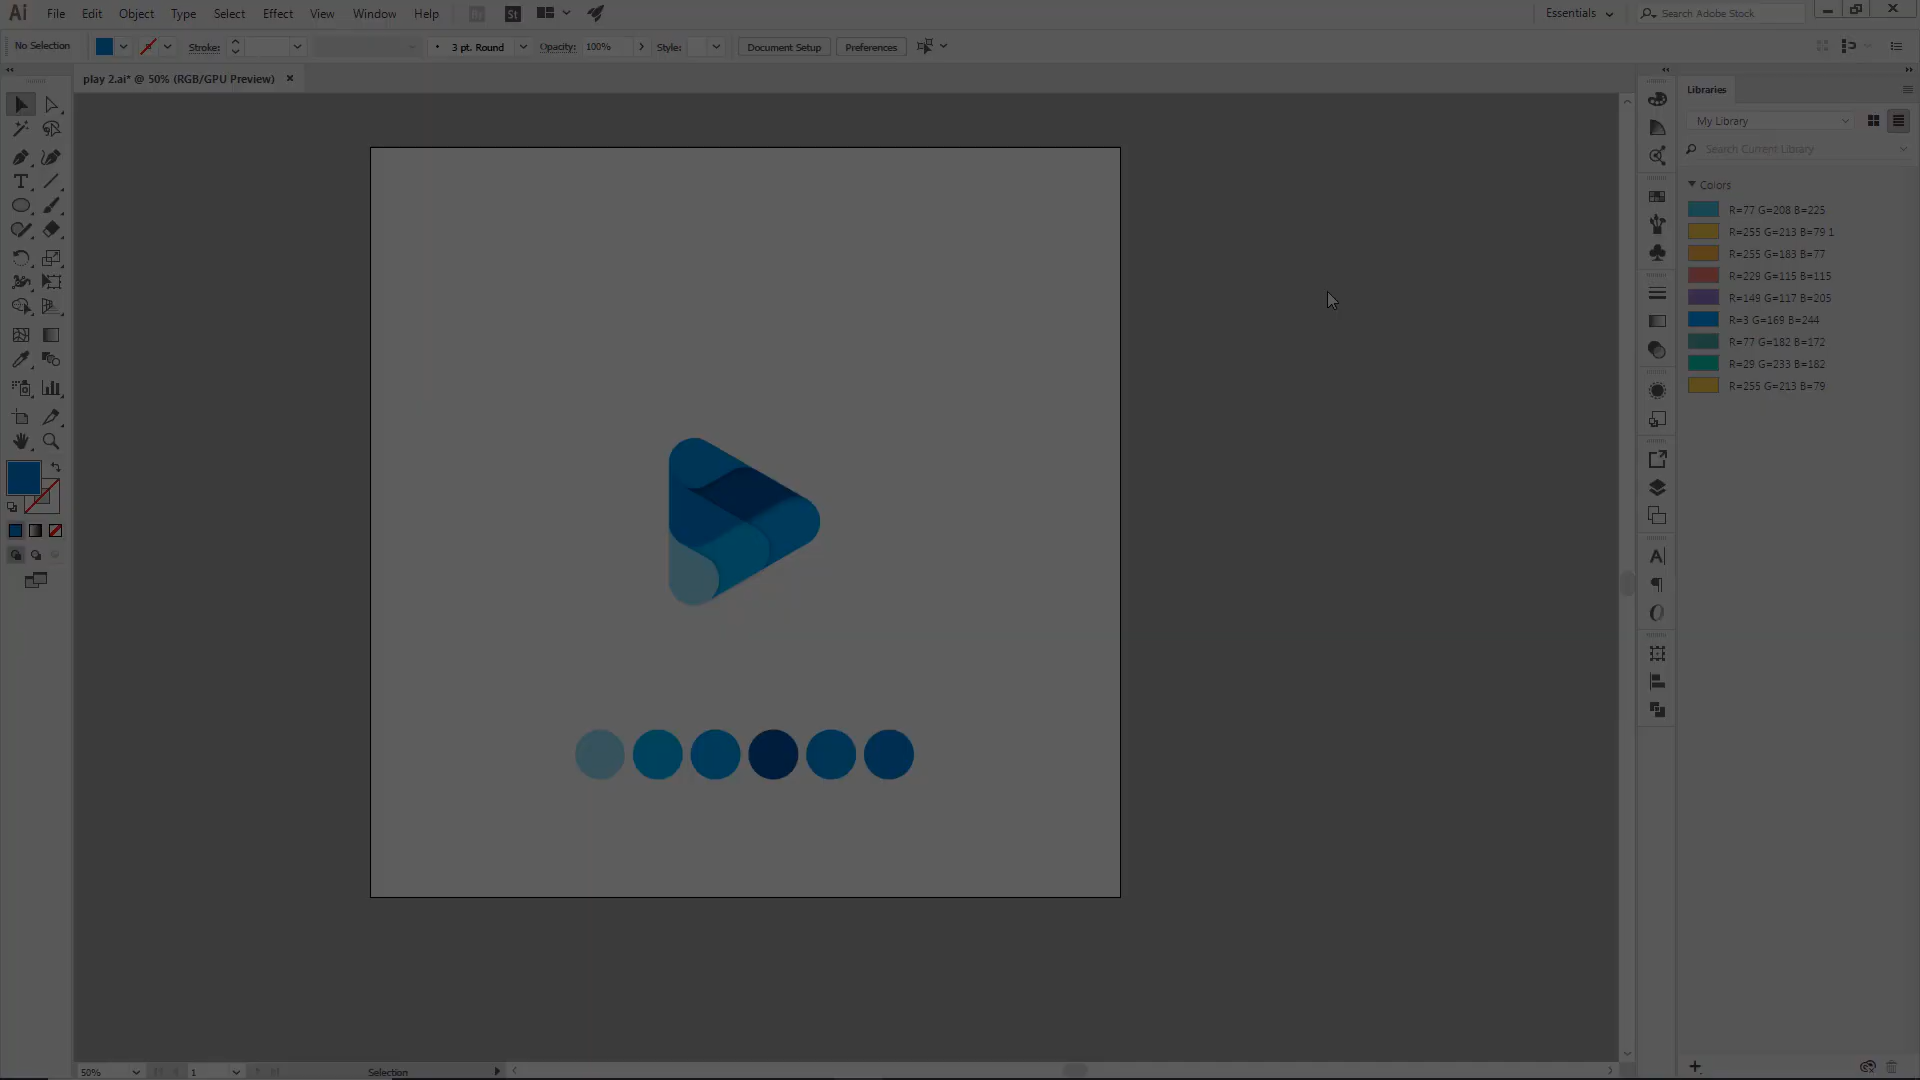 Ai File Edit Object Type Select Effect View Window Help Br St Essentials Search Adobe Stock
No Selection Stroke: 3 pt. Round Opacity: 100% Style: Document Setup Preferences
play 2.ai* @ 50% (RGB/GPU Preview) ×
Libraries
My Library
Search Current Library
Colors
R=77 G=208 B=225
R=255 G=213 B=79 1
R=255 G=183 B=77
R=229 G=115 B=115
R=149 G=117 B=205
R=3 G=169 B=244
R=77 G=182 B=172
R=29 G=233 B=182
R=255 G=213 B=79
50% 1 Selection